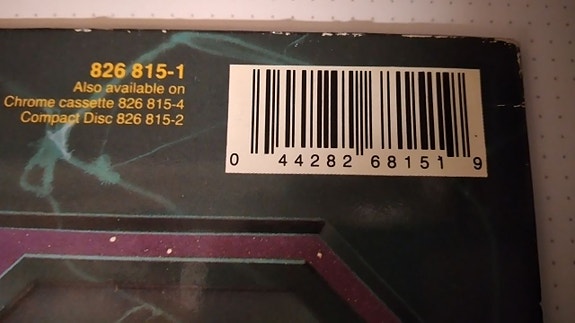 826 815-1
Also available on
Chrome cassette 826 815-4
Compact Disc 826 815-2
0 44282 68151 9